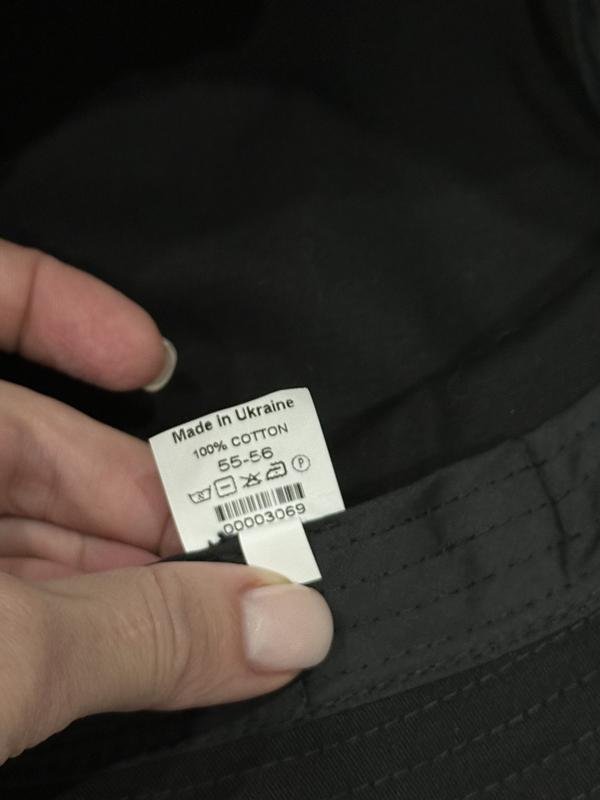 Made in Ukraine
100% COTTON
55-56
P
00003069